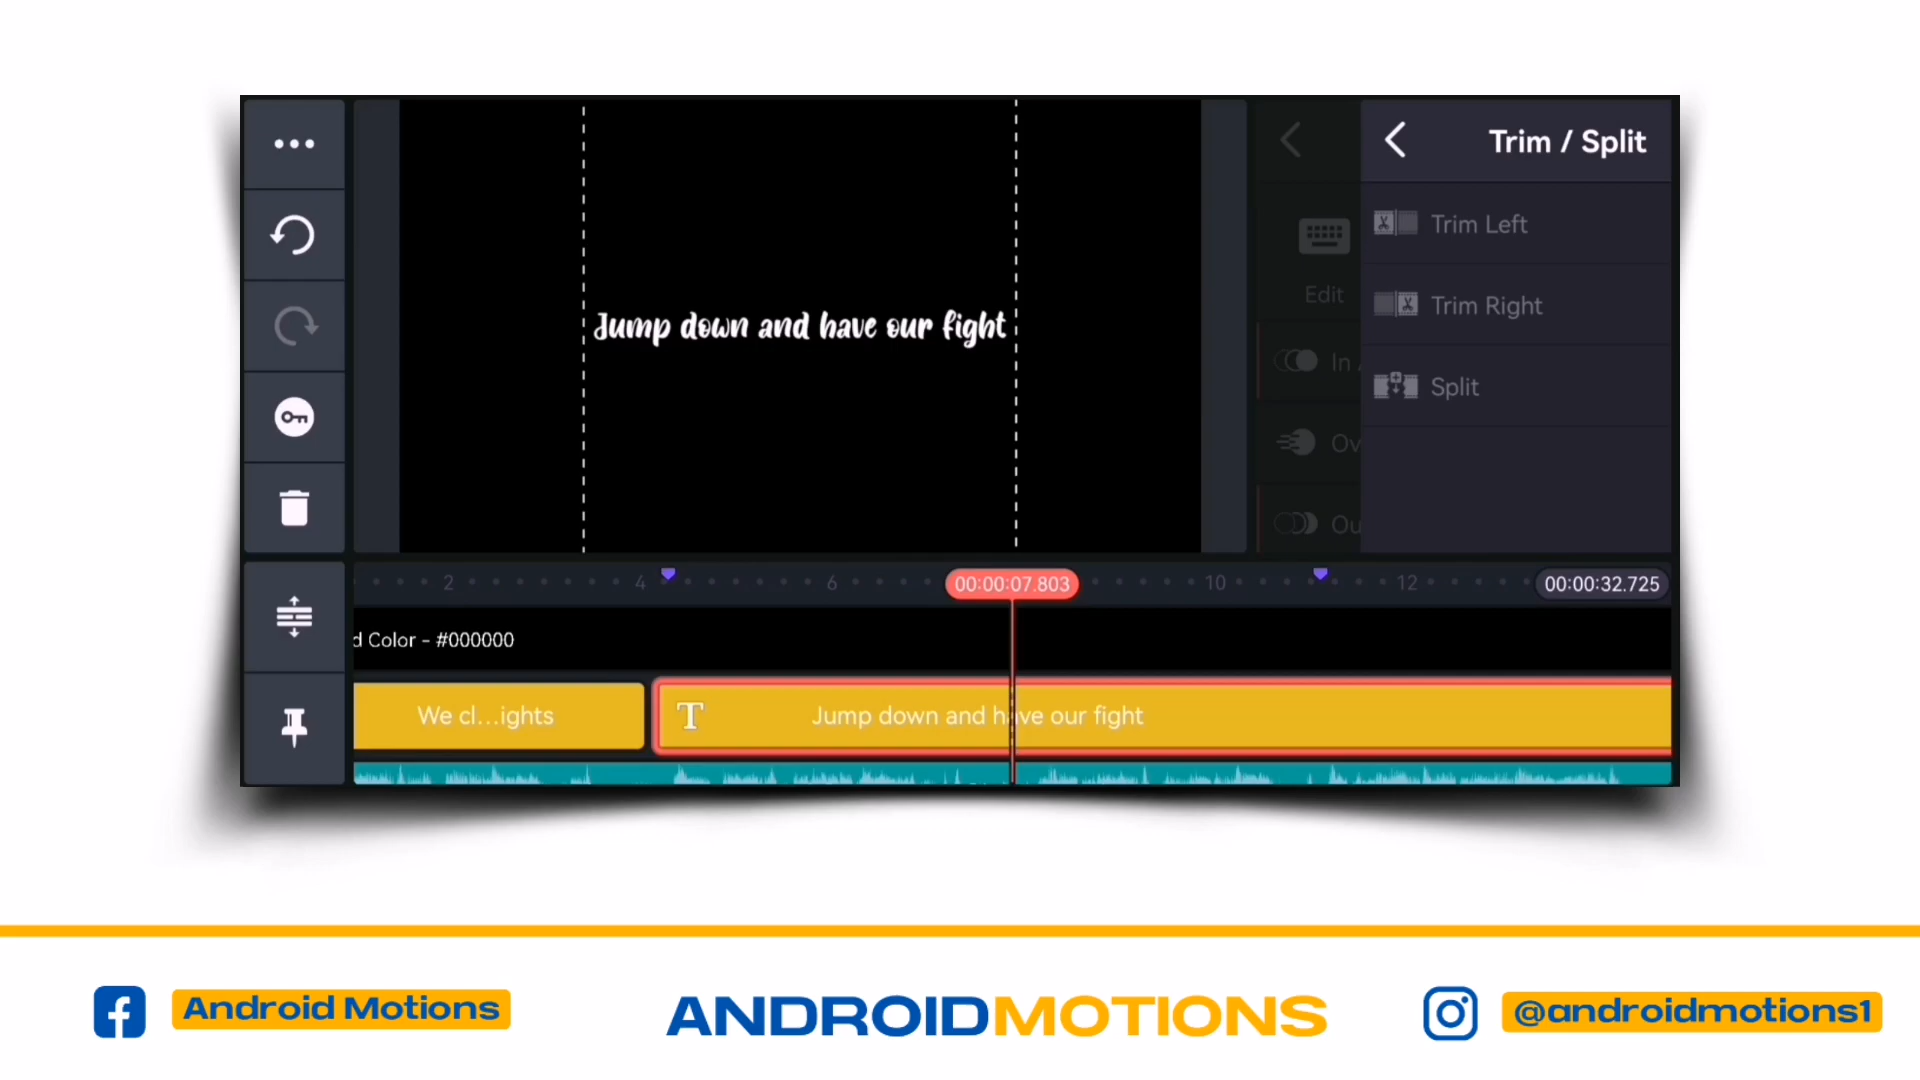 Trim / Split
Trim Left
Edit
Trim Right
In
Split
Ov
Ou
Jump down and have our fight
2
4
6
00:00:07.803
10
12
00:00:32.725
d Color - #000000
We cl...ights
T
Jump down and have our fight
Android Motions
ANDROIDMOTIONS
@androidmotions1